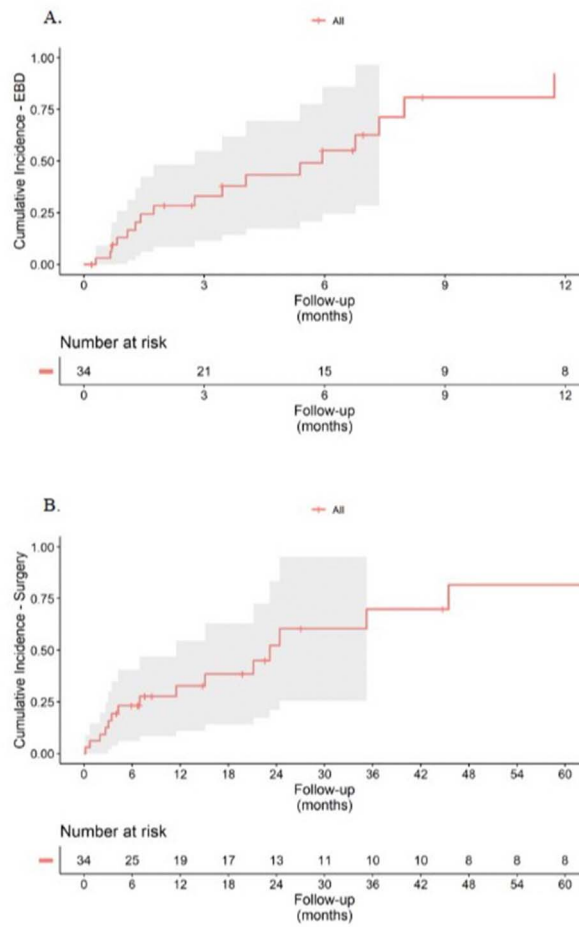 A.
All
1.00
0.75
0.50
0.25
0.00
Cumulative Incidence - EBD
0 3 6 9 12
Follow-up
(months)
Number at risk
34 21 15 9 8
0 3 6 9 12
Follow-up
(months)
B.
All
1.00
0.75
0.50
0.25
0.00
Cumulative Incidence - Surgery
0 6 12 18 24 30 36 42 48 54 60
Follow-up
(months)
Number at risk
34 25 19 17 13 11 10 10 8 8 8
0 6 12 18 24 30 36 42 48 54 60
Follow-up
(months)